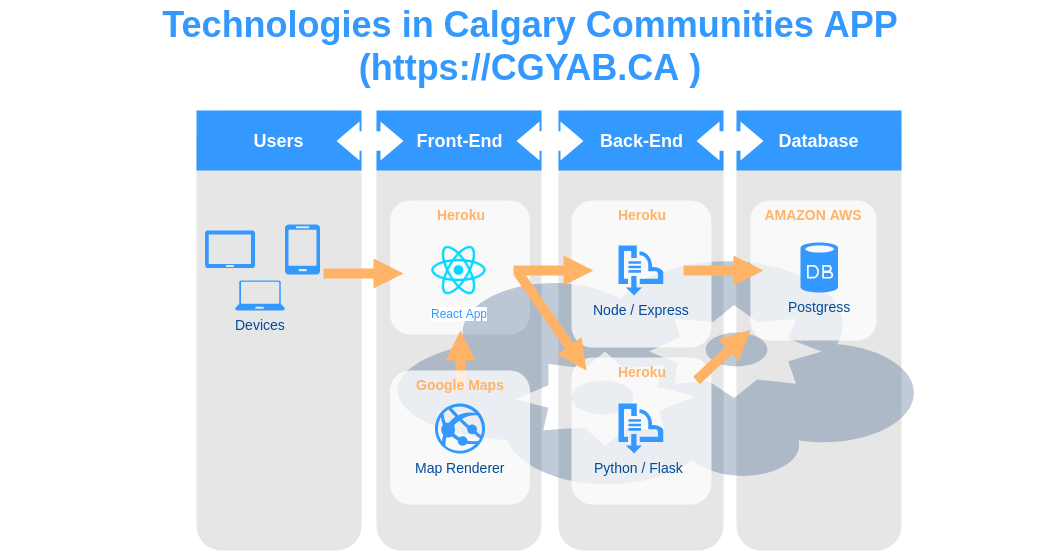 Technologies in Calgary Communities APP
(https://CGYAB.CA )
Users
Front-End
Back-End
Database
Heroku
Heroku
AMAZON AWS
DB
React App
Node / Express
Postgress
Devices
Google Maps
Heroku
Map Renderer
Python / Flask